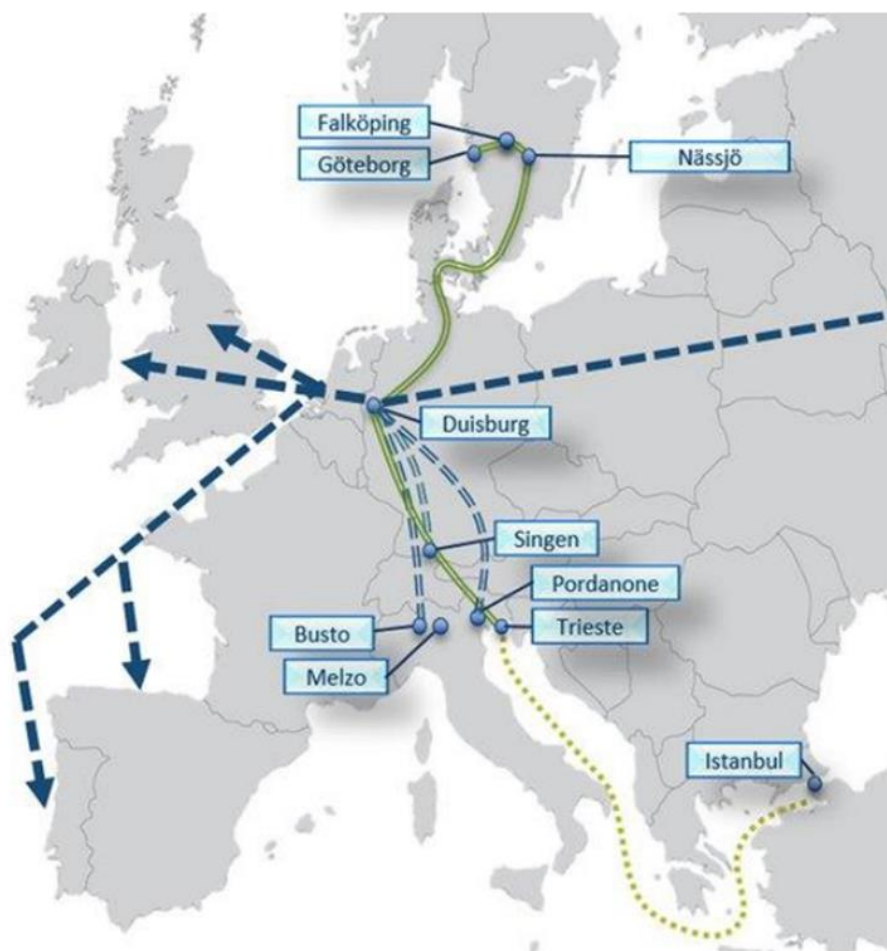 Falköping
Göteborg
Nässjö
Duisburg
Singen
Pordanone
Busto
Trieste
Melzo
Istanbul